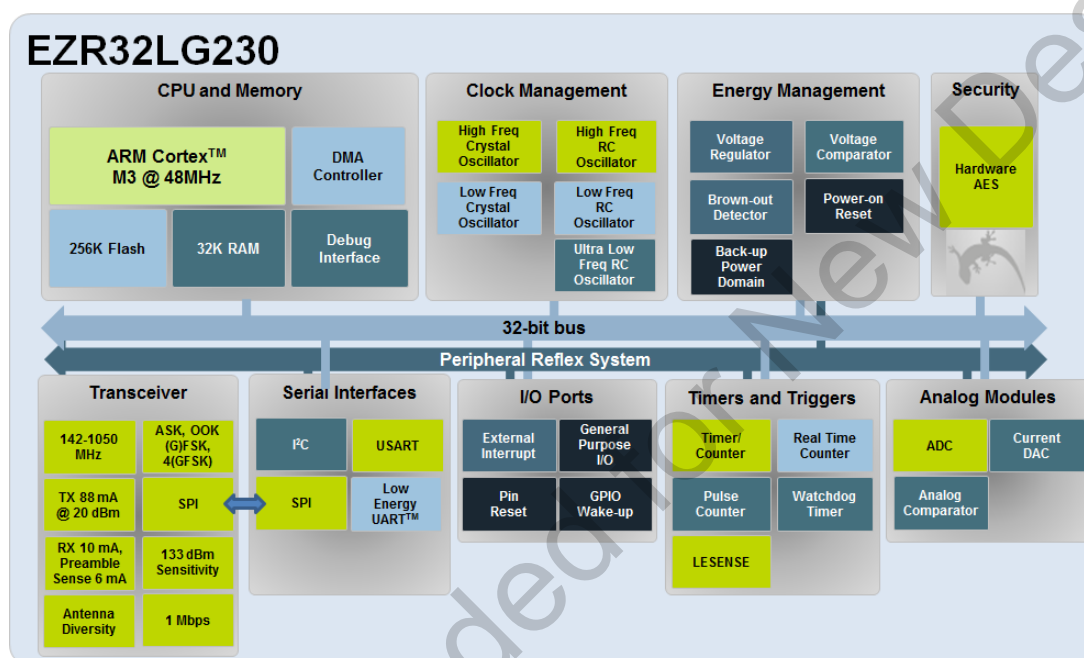 EZR32LG230
CPU and Memory
ARM Cortex™
M3 @ 48MHz
DMA
Controller
256K Flash
32K RAM
Debug
Interface
Clock Management
High Freq
Crystal
Oscillator
High Freq
RC
Oscillator
Low Freq
Crystal
Oscillator
Low Freq
RC
Oscillator
Ultra Low
Freq RC
Oscillator
Energy Management
Voltage
Regulator
Voltage
Comparator
Brown-out
Detector
Power-on
Reset
Back-up
Power
Domain
Security
Hardware
AES
32-bit bus
Peripheral Reflex System
Transceiver
142-1050
MHz
ASK, OOK
(G)FSK,
4(GFSK)
TX 88 mA
@ 20 dBm
SPI
RX 10 mA,
Preamble
Sense 6 mA
133 dBm
Sensitivity
Antenna
Diversity
1 Mbps
Serial Interfaces
I²C
USART
SPI
Low
Energy
UART™
I/O Ports
External
Interrupt
General
Purpose
I/O
Pin
Reset
GPIO
Wake-up
Timers and Triggers
Timer/
Counter
Real Time
Counter
Pulse
Counter
Watchdog
Timer
LESENSE
Analog Modules
ADC
Current
DAC
Analog
Comparator
ded for New Des